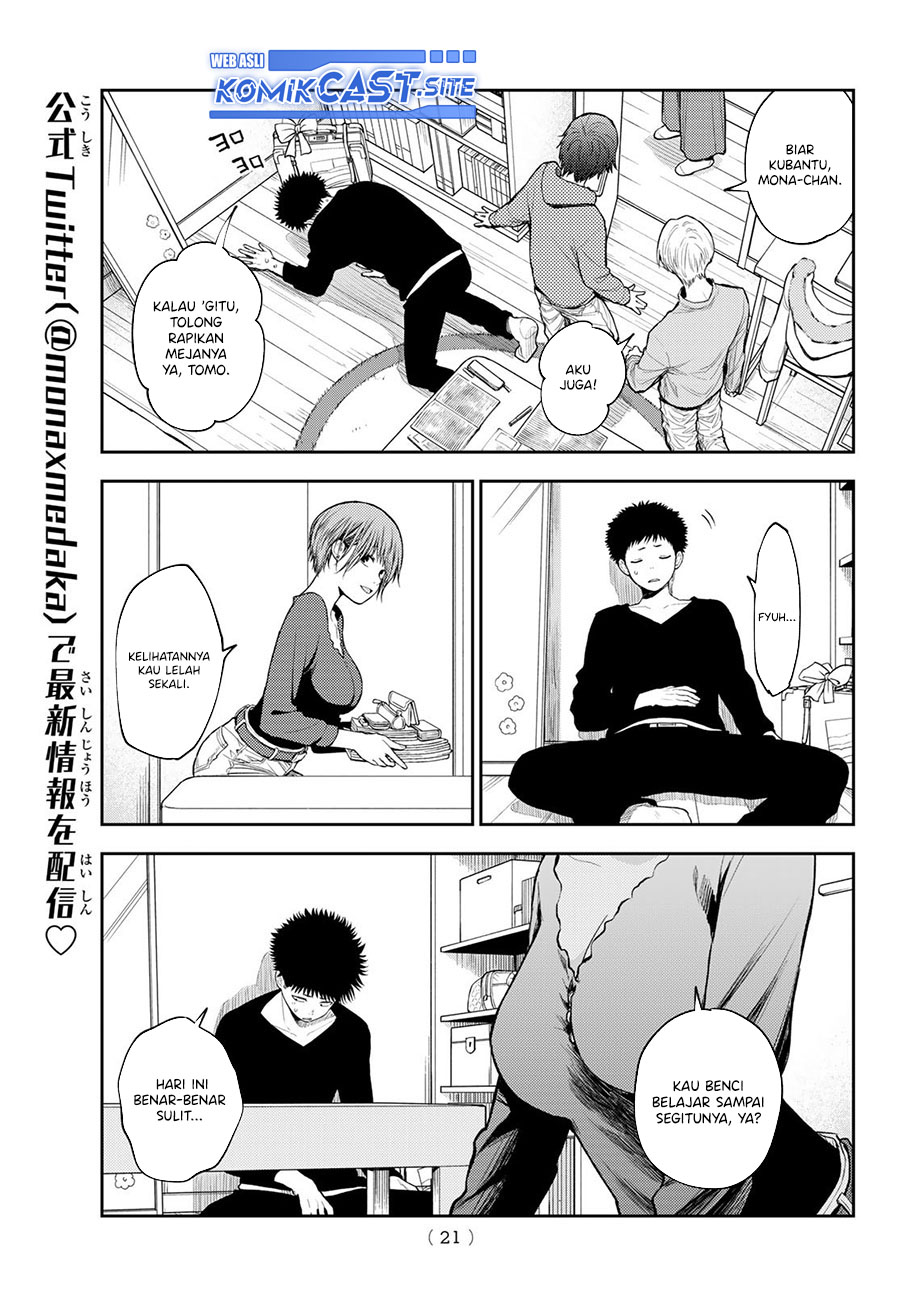 WEB ASLI
KOMIKCAST.SITE
BIAR
KUBANTU,
MONA-CHAN.
ヨロ
ヨロ
KALAU 'GITU,
TOLONG
RAPIKAN
MEJANYA
YA, TOMO.
AKU
JUGA!
FYUH...
KELIHATANNYA
KAU LELAH
SEKALI.
KAU BENCI
BELAJAR SAMPAI
SEGITUNYA, YA?
HARI INI
BENAR-BENAR
SULIT...
公式Twitter(@monaxmedaka)で最新情報を配信♡
こうしき
さいしんじょうほう
はいしん
(21)